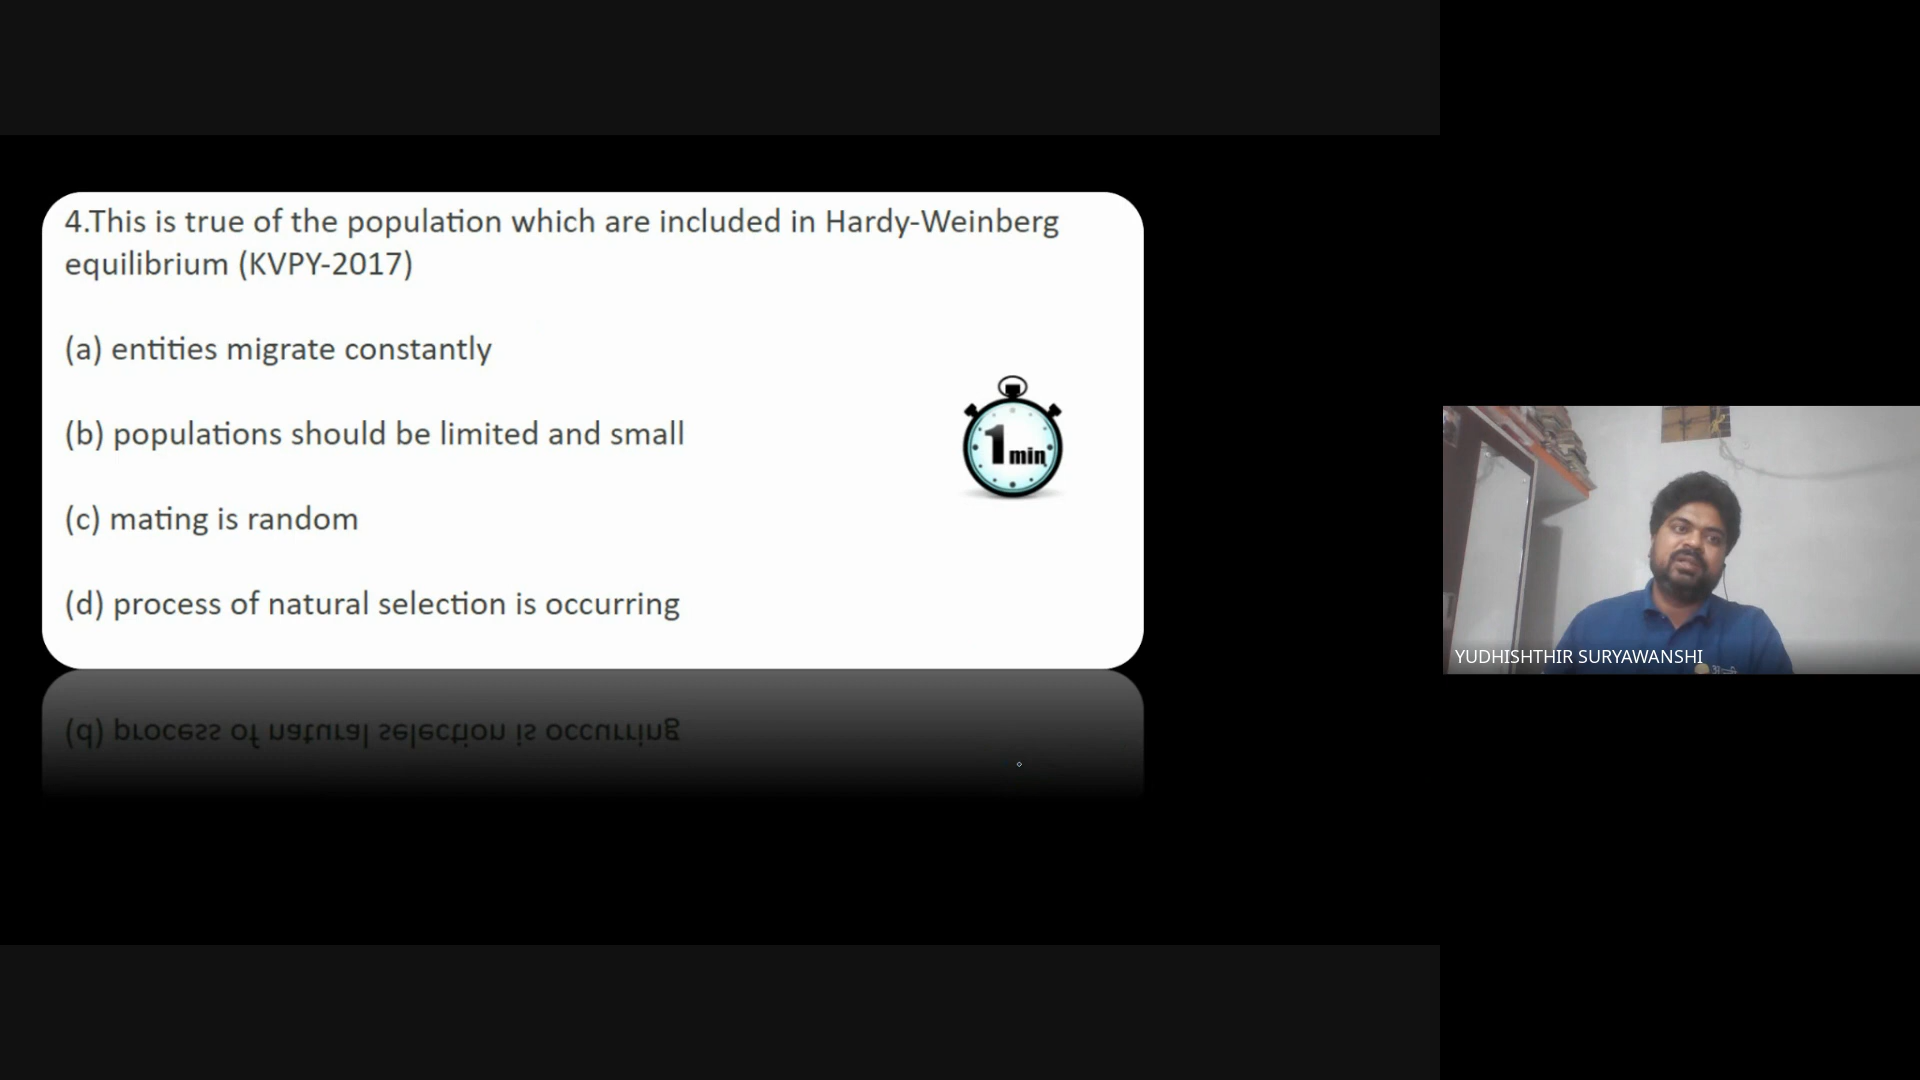 4.This is true of the population which are included in Hardy-Weinberg
equilibrium (KVPY-2017)
(a) entities migrate constantly
(b) populations should be limited and small
(c) mating is random
(d) process of natural selection is occurring
1 min
(d) process of natural selection is occurring
YUDHISHTHIR SURYAWANSHI